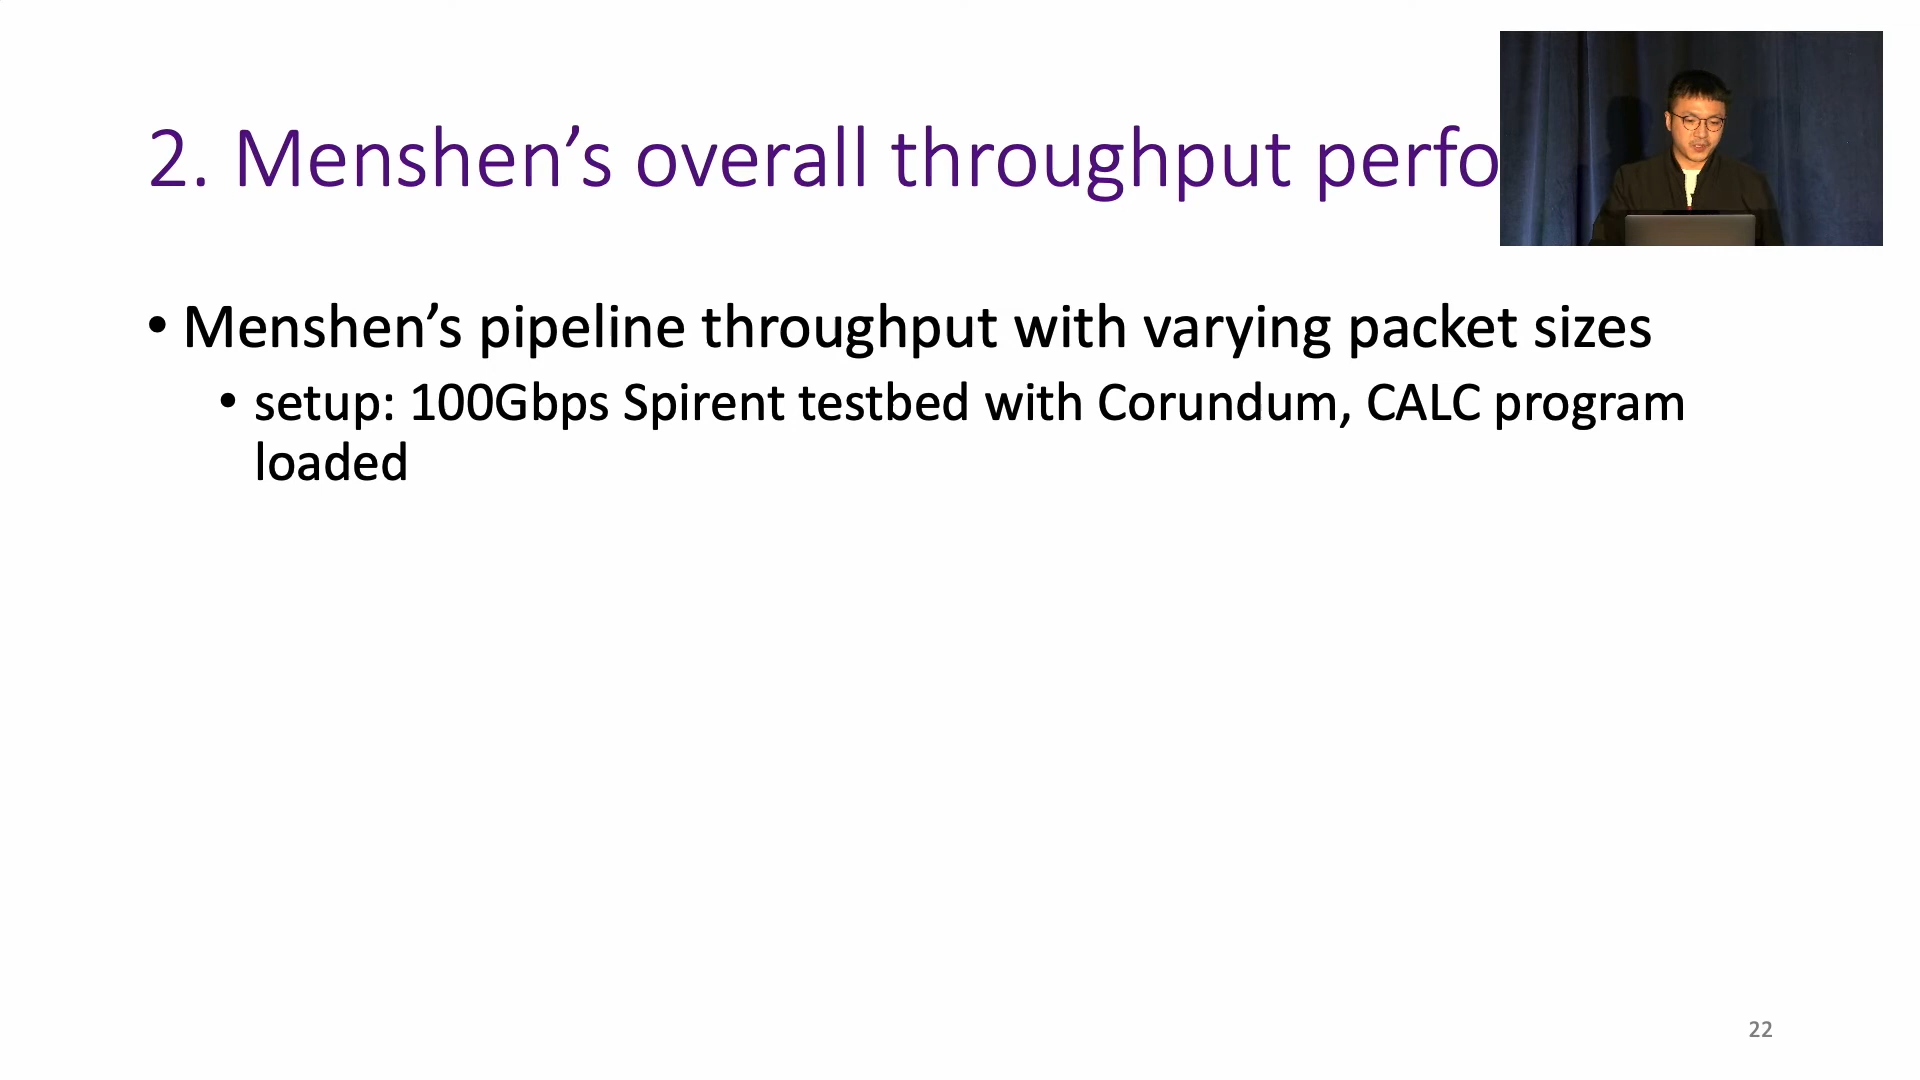 2. Menshen’s overall throughput perfo
• Menshen’s pipeline throughput with varying packet sizes
• setup: 100Gbps Spirent testbed with Corundum, CALC program
loaded
22